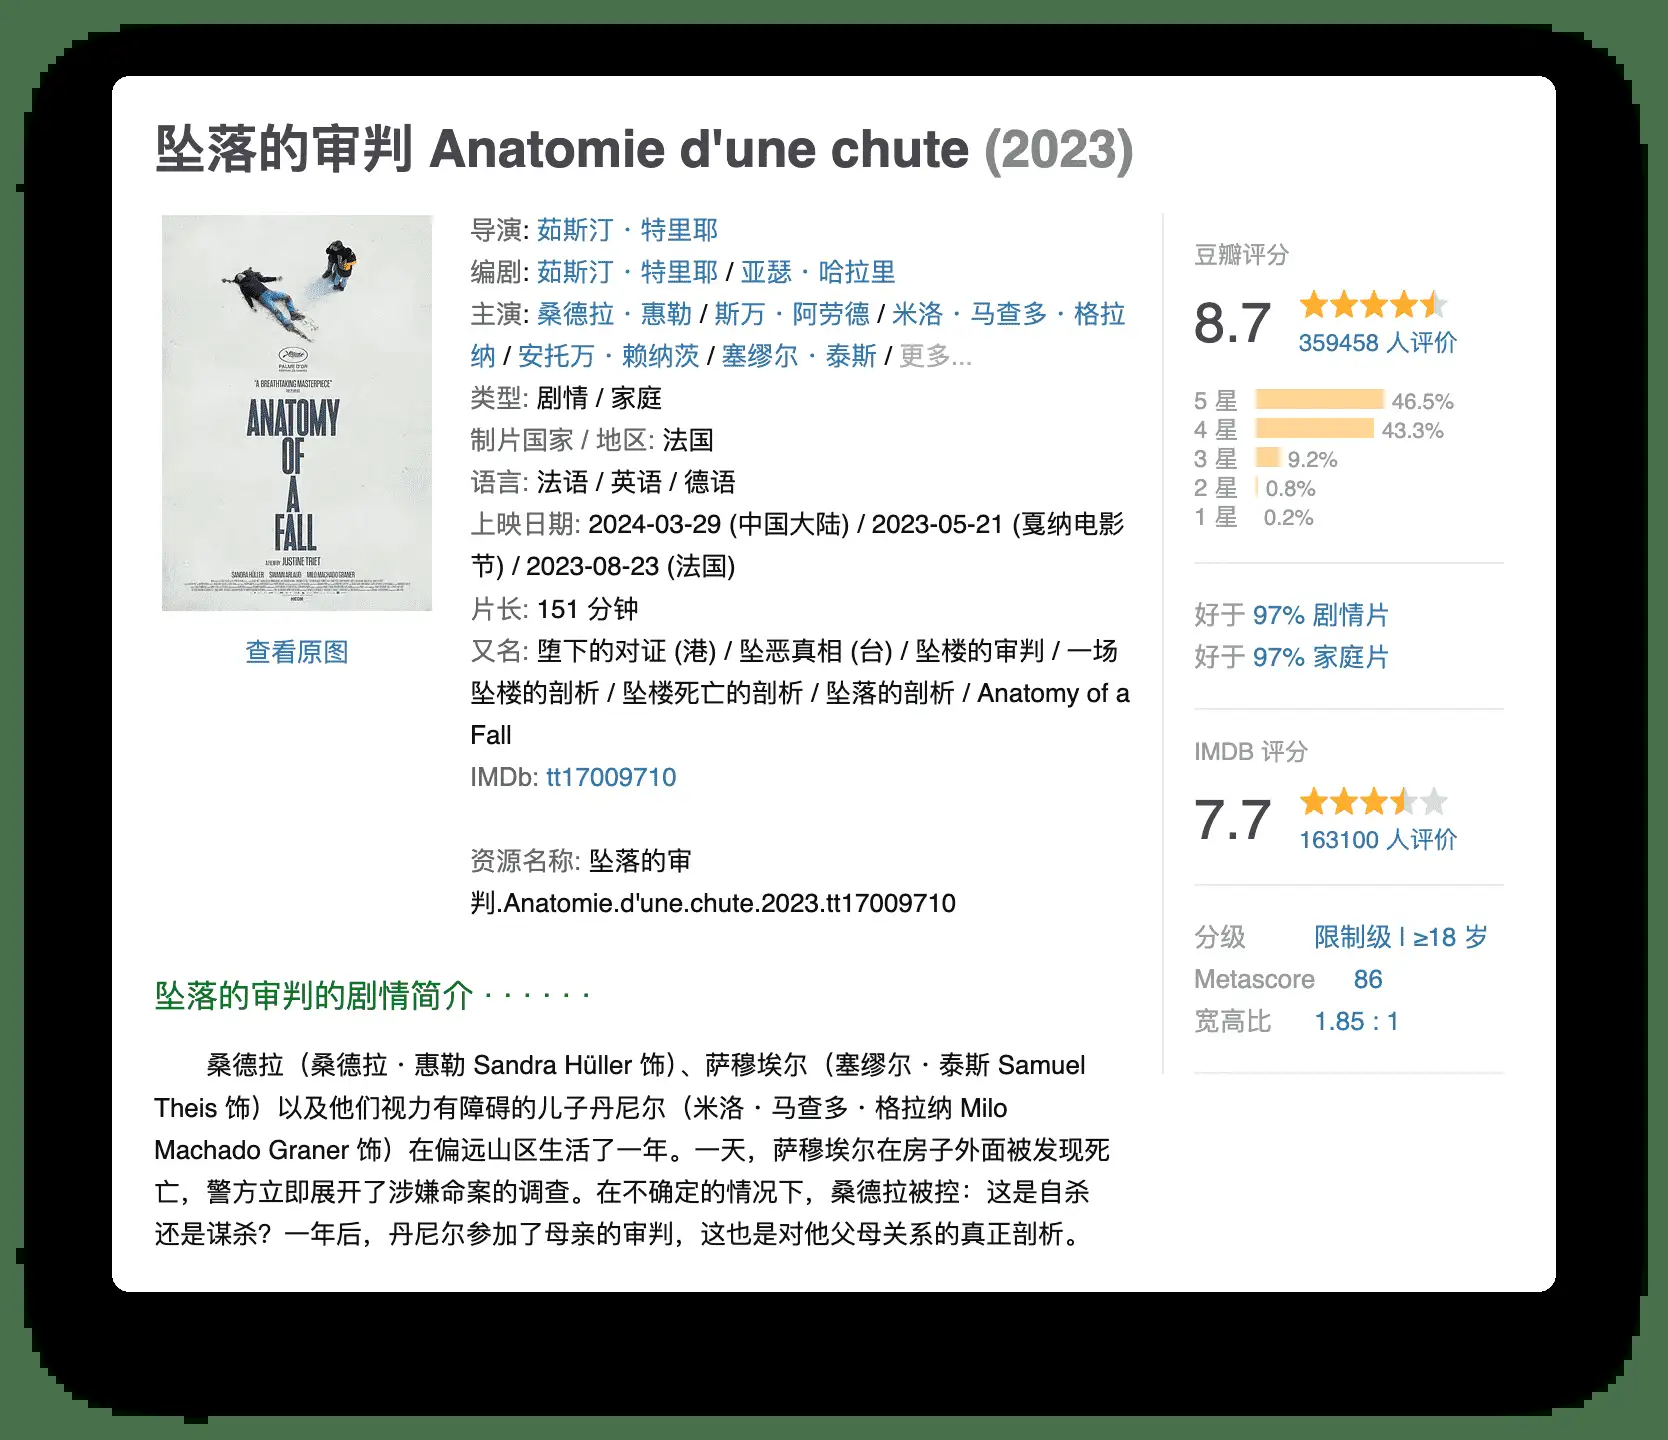 坠落的审判 Anatomie d'une chute (2023)
PALME D'OR
"A BREATHTAKING MASTERPIECE"
ANATOMY
OF
A
FALL
A FILM BY JUSTINE TRIET
SANDRA HÜLLER SWANN ARLAUD MILO MACHADO GRANER
NEON
查看原图
导演: 茹斯汀 · 特里耶
编剧: 茹斯汀 · 特里耶 / 亚瑟 · 哈拉里
主演: 桑德拉 · 惠勒 / 斯万 · 阿劳德 / 米洛 · 马查多 · 格拉
纳 / 安托万 · 赖纳茨 / 塞缪尔 · 泰斯 / 更多...
类型: 剧情 / 家庭
制片国家 / 地区: 法国
语言: 法语 / 英语 / 德语
上映日期: 2024-03-29 (中国大陆) / 2023-05-21 (戛纳电影
节) / 2023-08-23 (法国)
片长: 151 分钟
又名: 堕下的对证 (港) / 坠恶真相 (台) / 坠楼的审判 / 一场
坠楼的剖析 / 坠楼死亡的剖析 / 坠落的剖析 / Anatomy of a
Fall
IMDb: tt17009710
资源名称: 坠落的审
判.Anatomie.d'une.chute.2023.tt17009710
豆瓣评分
8.7
359458 人评价
5 星 46.5%
4 星 43.3%
3 星 9.2%
2 星 0.8%
1 星 0.2%
好于 97% 剧情片
好于 97% 家庭片
IMDB 评分
7.7
163100 人评价
分级 限制级 | ≥18 岁
Metascore 86
宽高比 1.85 : 1
坠落的审判的剧情简介 · · · · · ·
桑德拉（桑德拉 · 惠勒 Sandra Hüller 饰）、萨穆埃尔（塞缪尔 · 泰斯 Samuel
Theis 饰）以及他们视力有障碍的儿子丹尼尔（米洛 · 马查多 · 格拉纳 Milo
Machado Graner 饰）在偏远山区生活了一年。一天，萨穆埃尔在房子外面被发现死
亡，警方立即展开了涉嫌命案的调查。在不确定的情况下，桑德拉被控：这是自杀
还是谋杀？一年后，丹尼尔参加了母亲的审判，这也是对他父母关系的真正剖析。